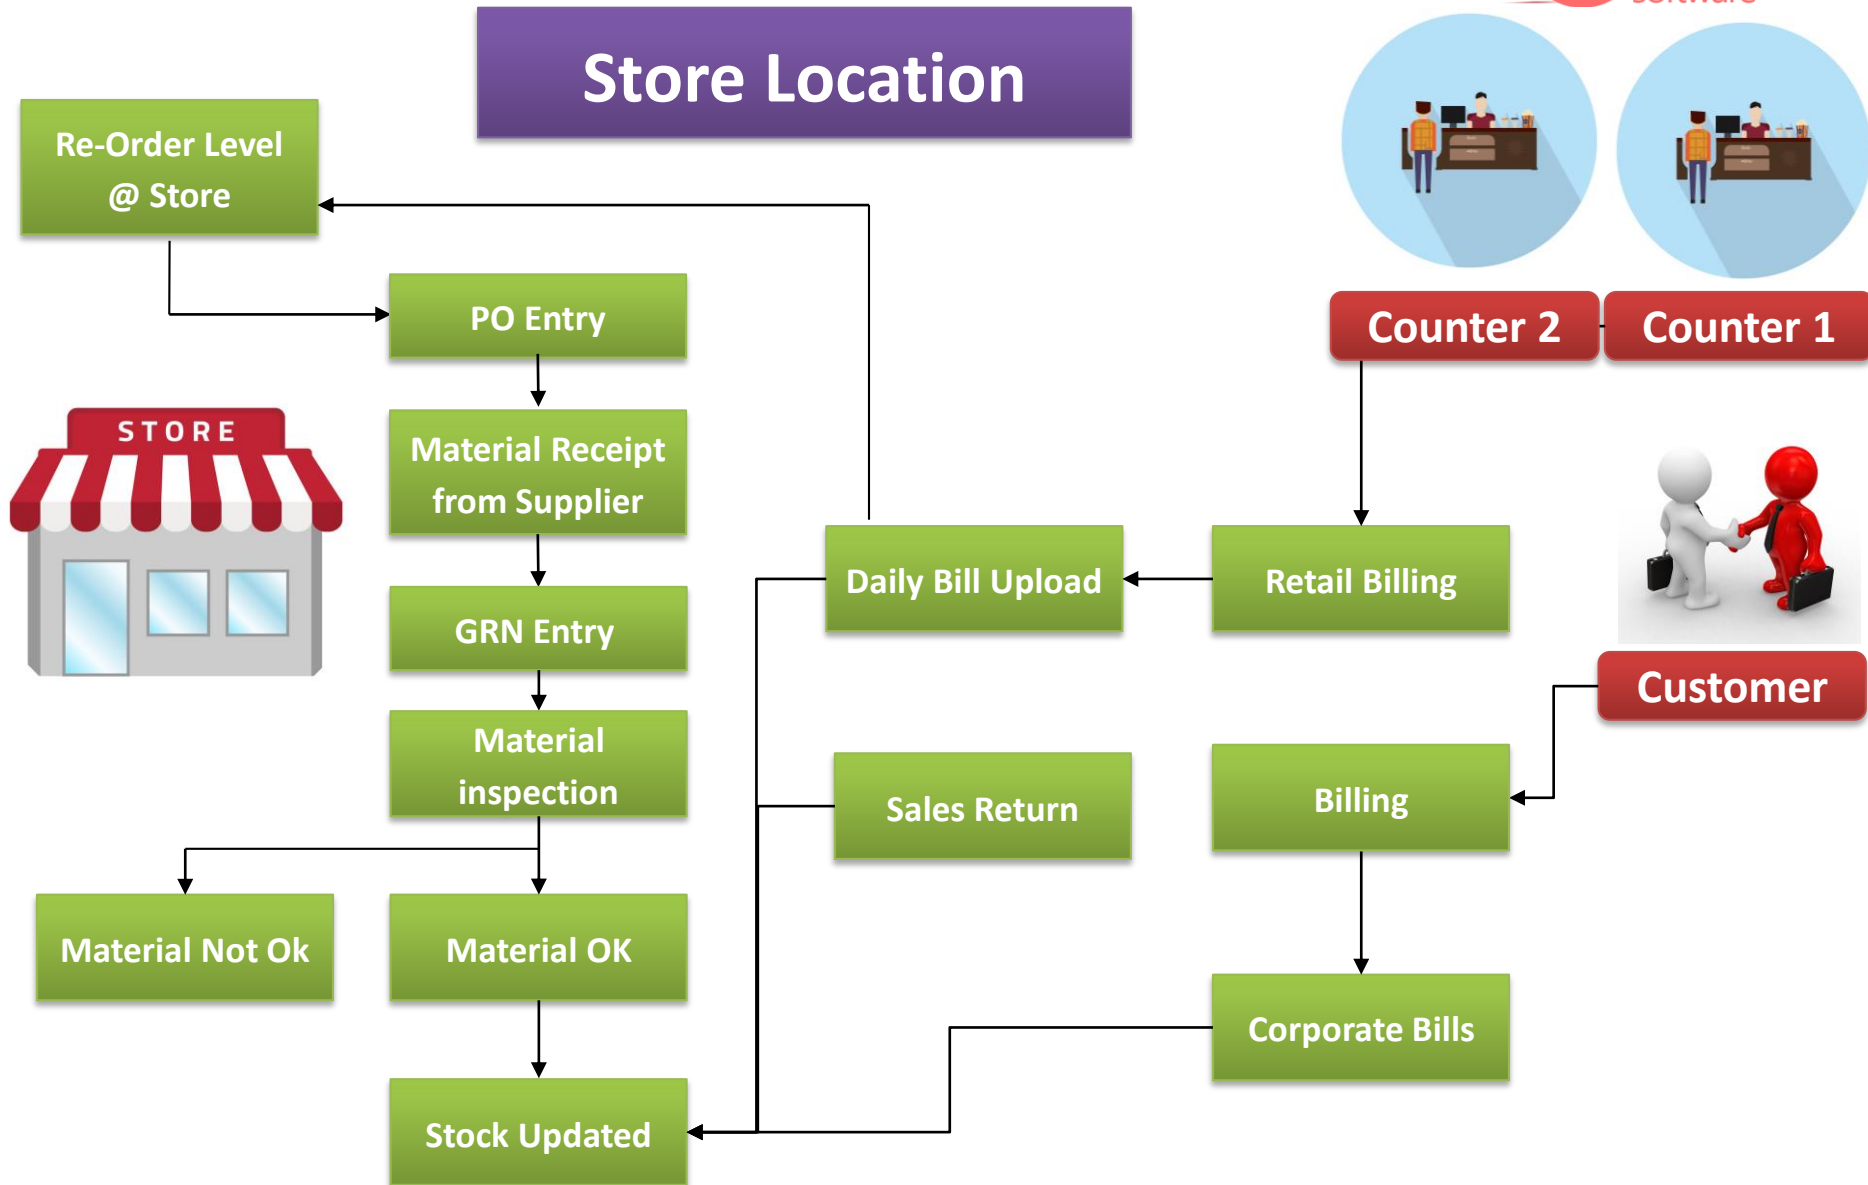 software
Store Location
Re-Order Level
@ Store
PO Entry
Counter 2
Counter 1
STORE
Material Receipt
from Supplier
Daily Bill Upload
Retail Billing
GRN Entry
Customer
Material
inspection
Sales Return
Billing
Material Not Ok
Material OK
Corporate Bills
Stock Updated